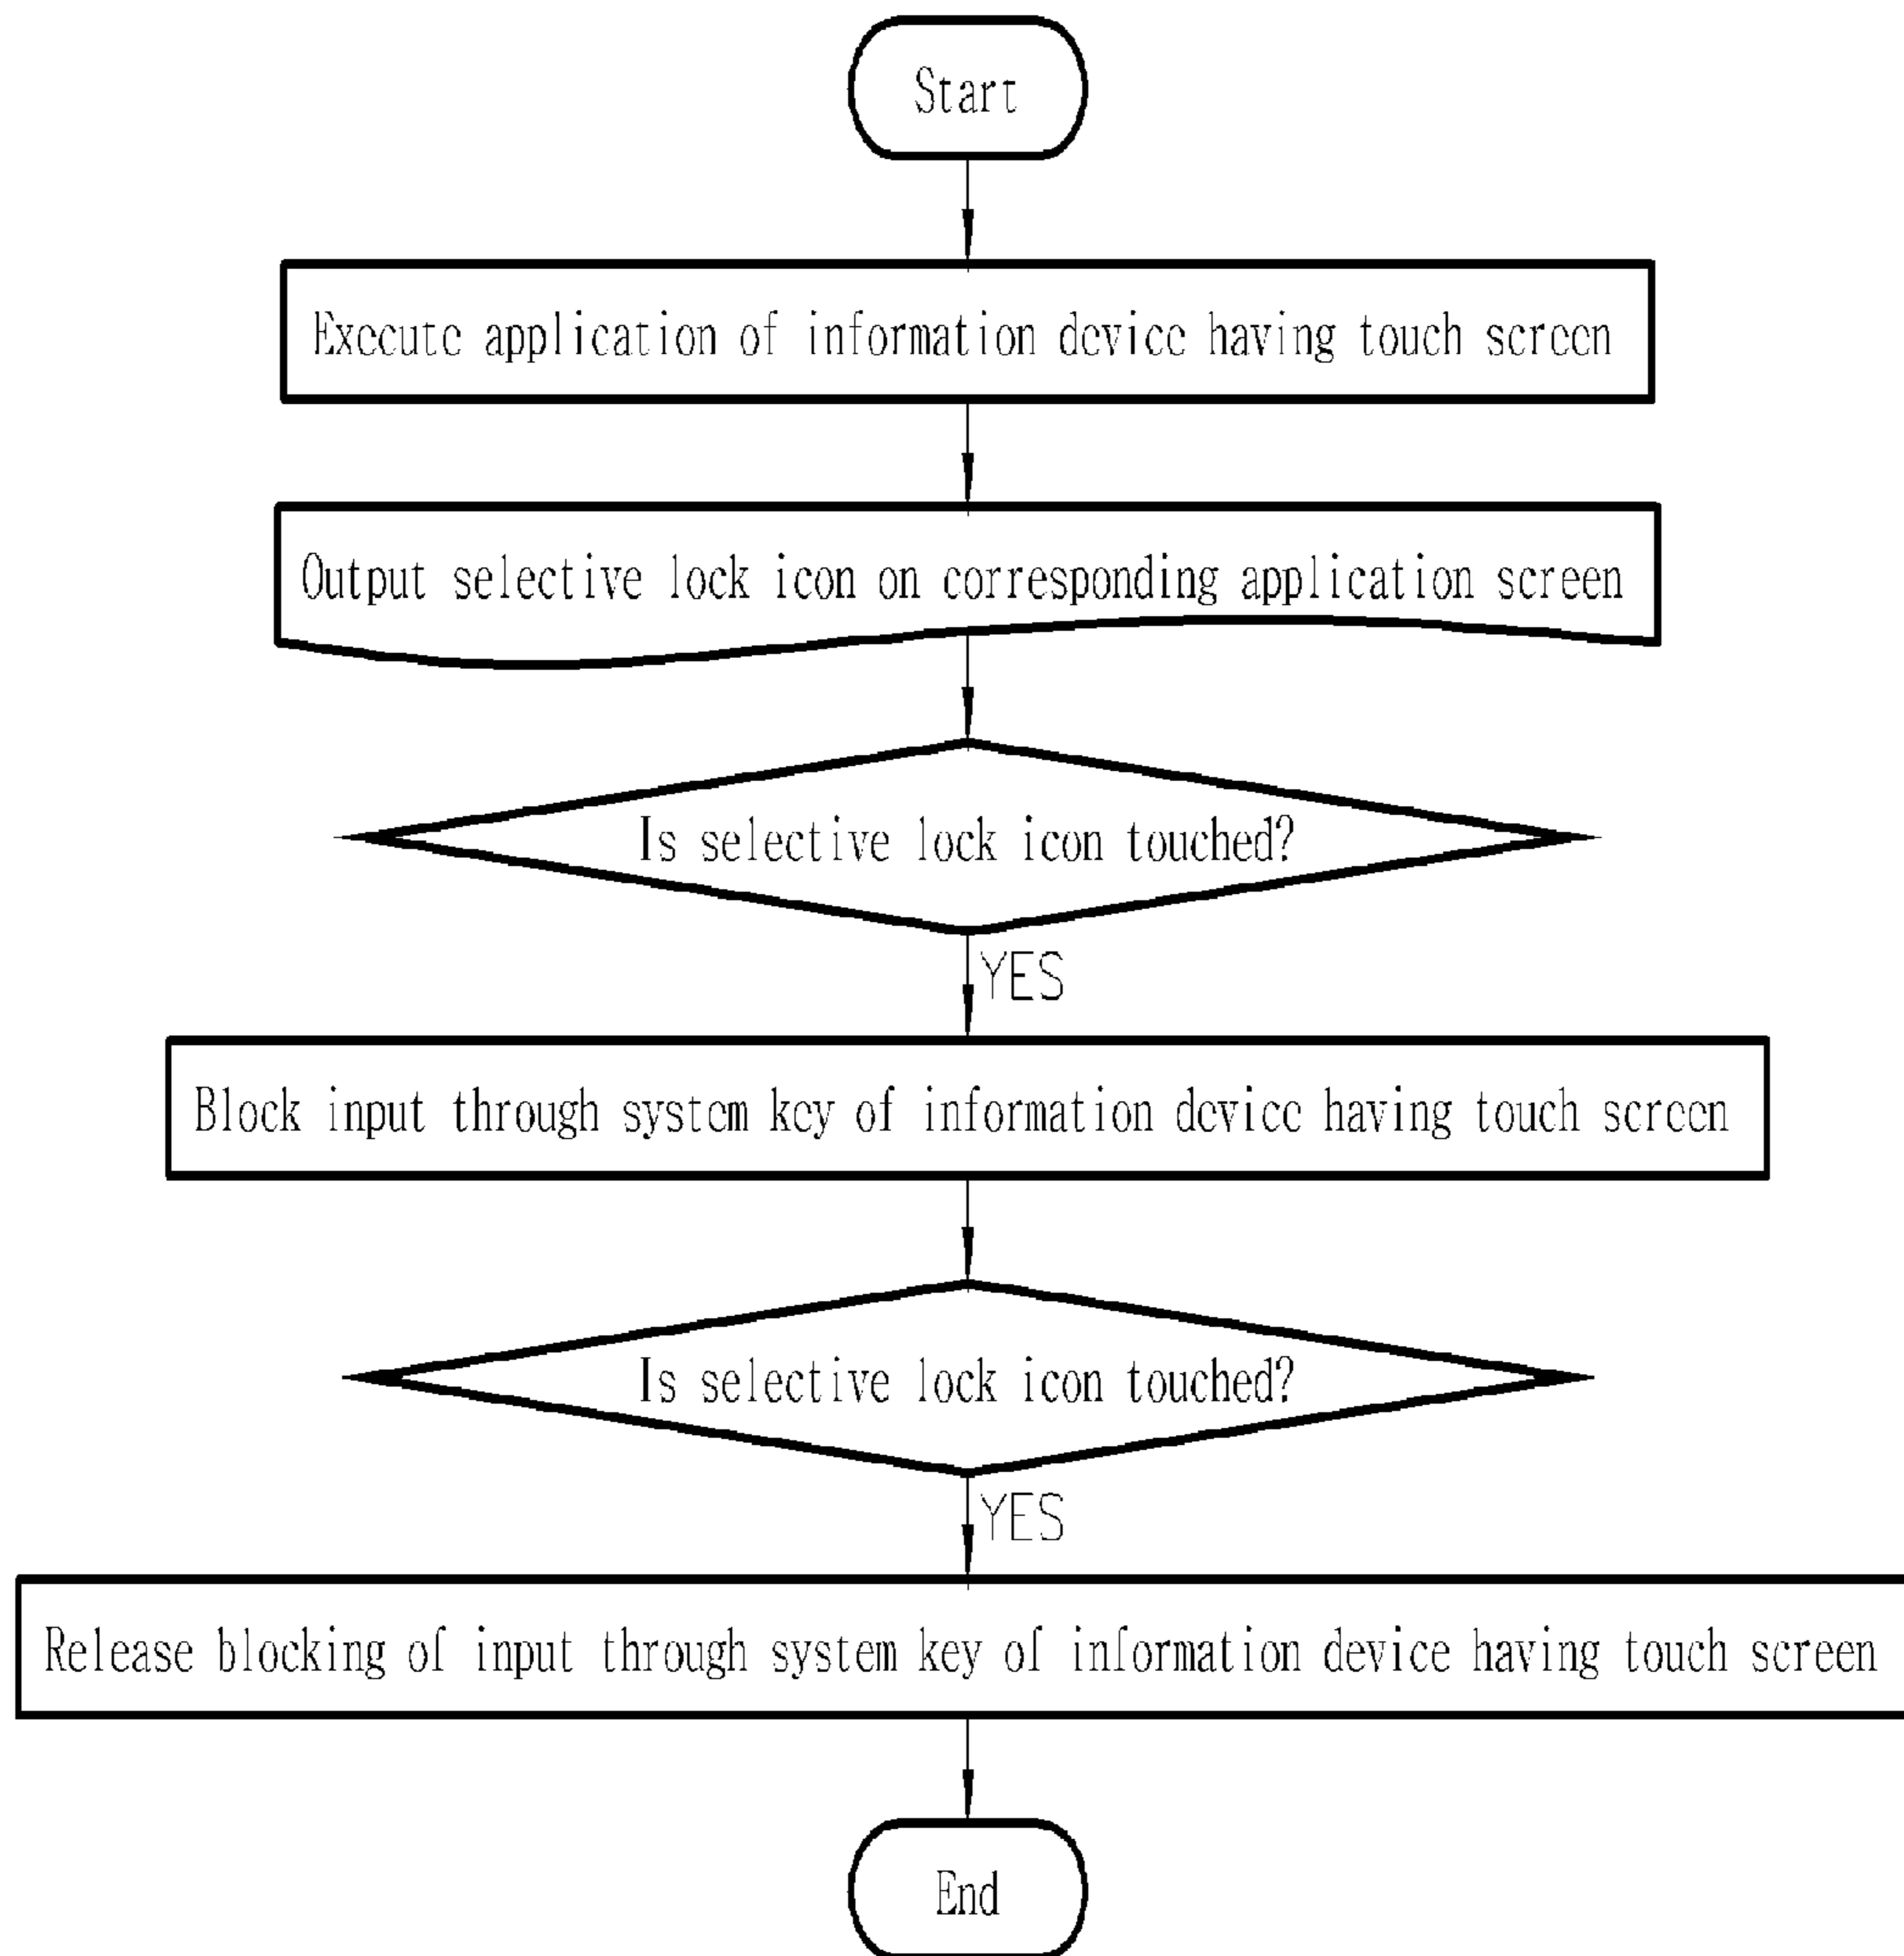 Start
Execute application of information device having touch screen
Output selective lock icon on corresponding application screen
Is selective lock icon touched?
YES
Block input through system key of information device having touch screen
Is selective lock icon touched?
YES
Release blocking of input through system key of information device having touch screen
End